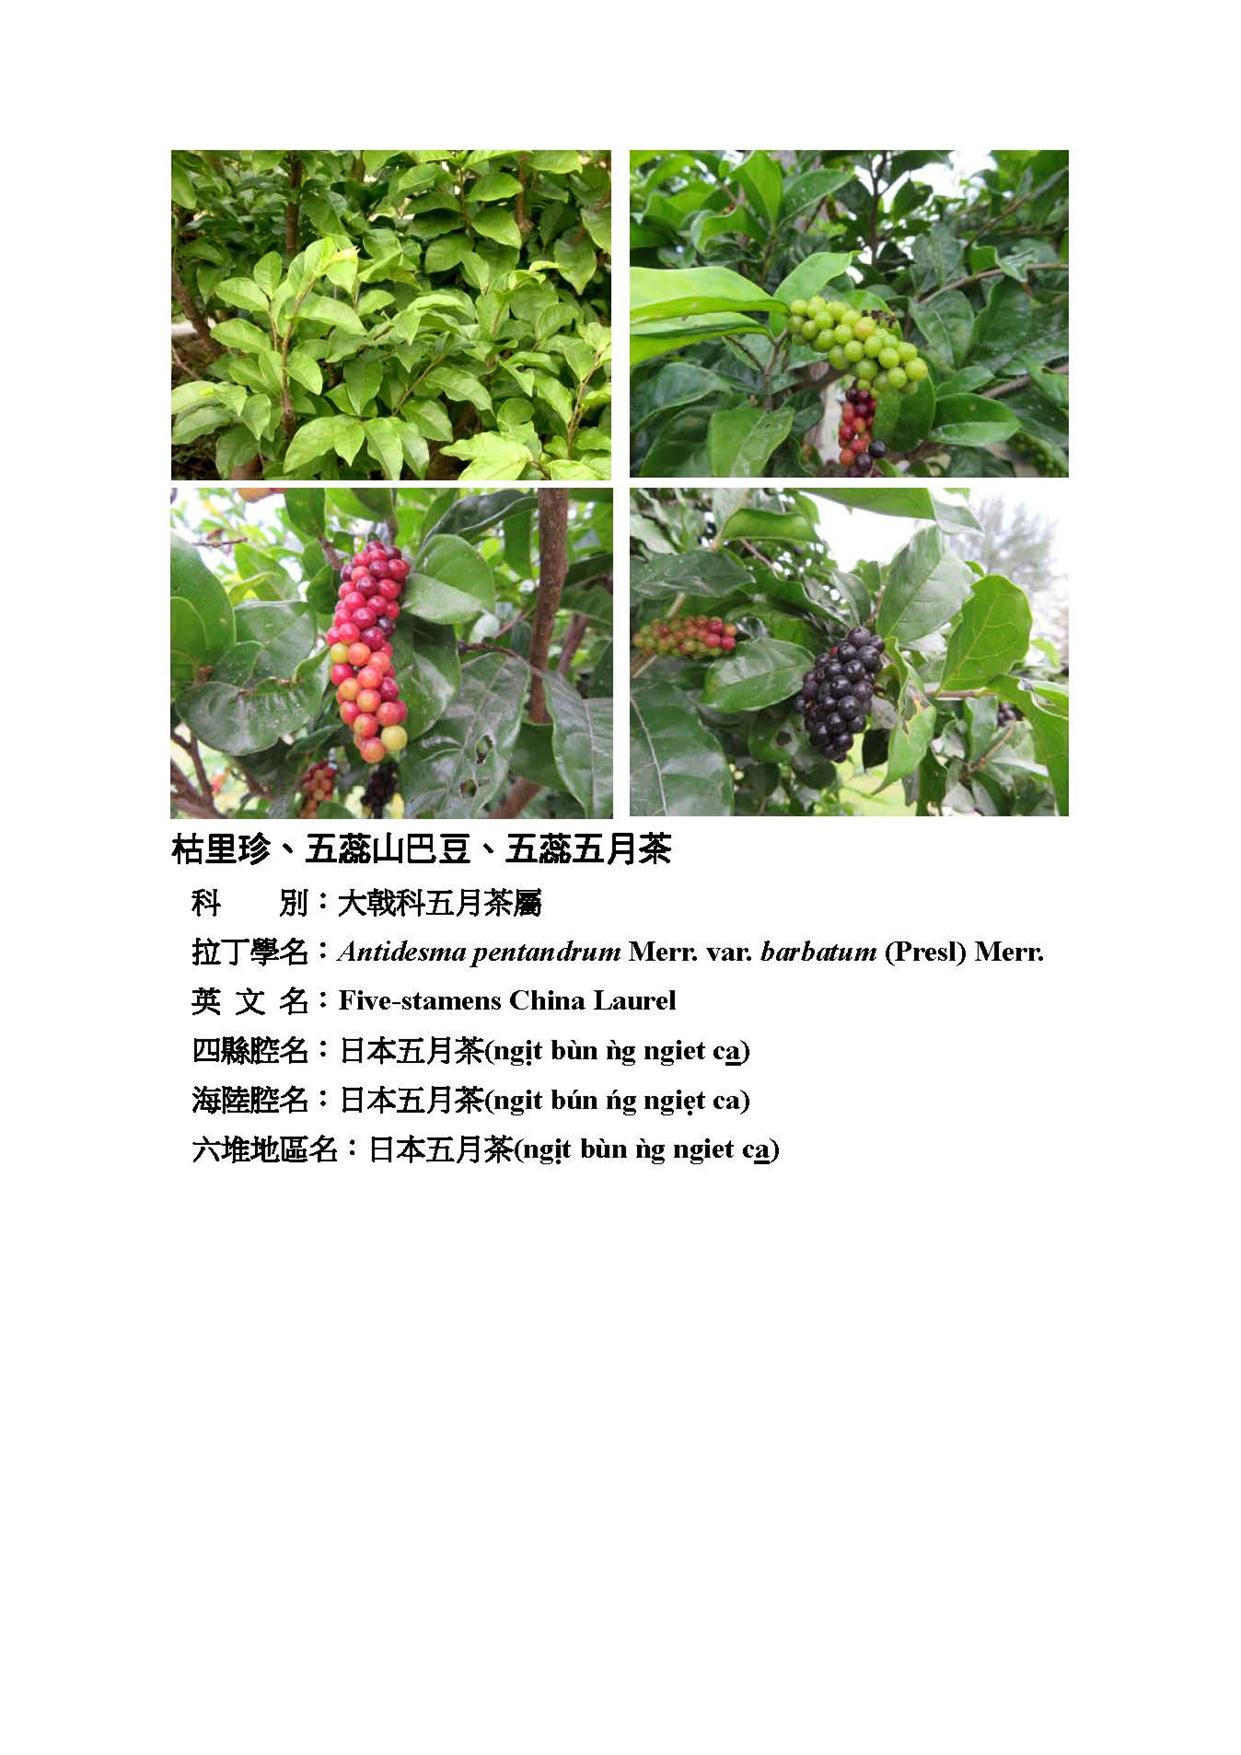 枯里珍、五蕊山巴豆、五蕊五月茶
科　　別：大戟科五月茶屬
拉丁學名：Antidesma pentandrum Merr. var. barbatum (Presl) Merr.
英 文 名：Five-stamens China Laurel
四縣腔名：日本五月茶(ngịt bùn ǹg ngiet ca̲)
海陸腔名：日本五月茶(ngit bún ńg ngiẹt ca)
六堆地區名：日本五月茶(ngịt bùn ǹg ngiet ca̲)